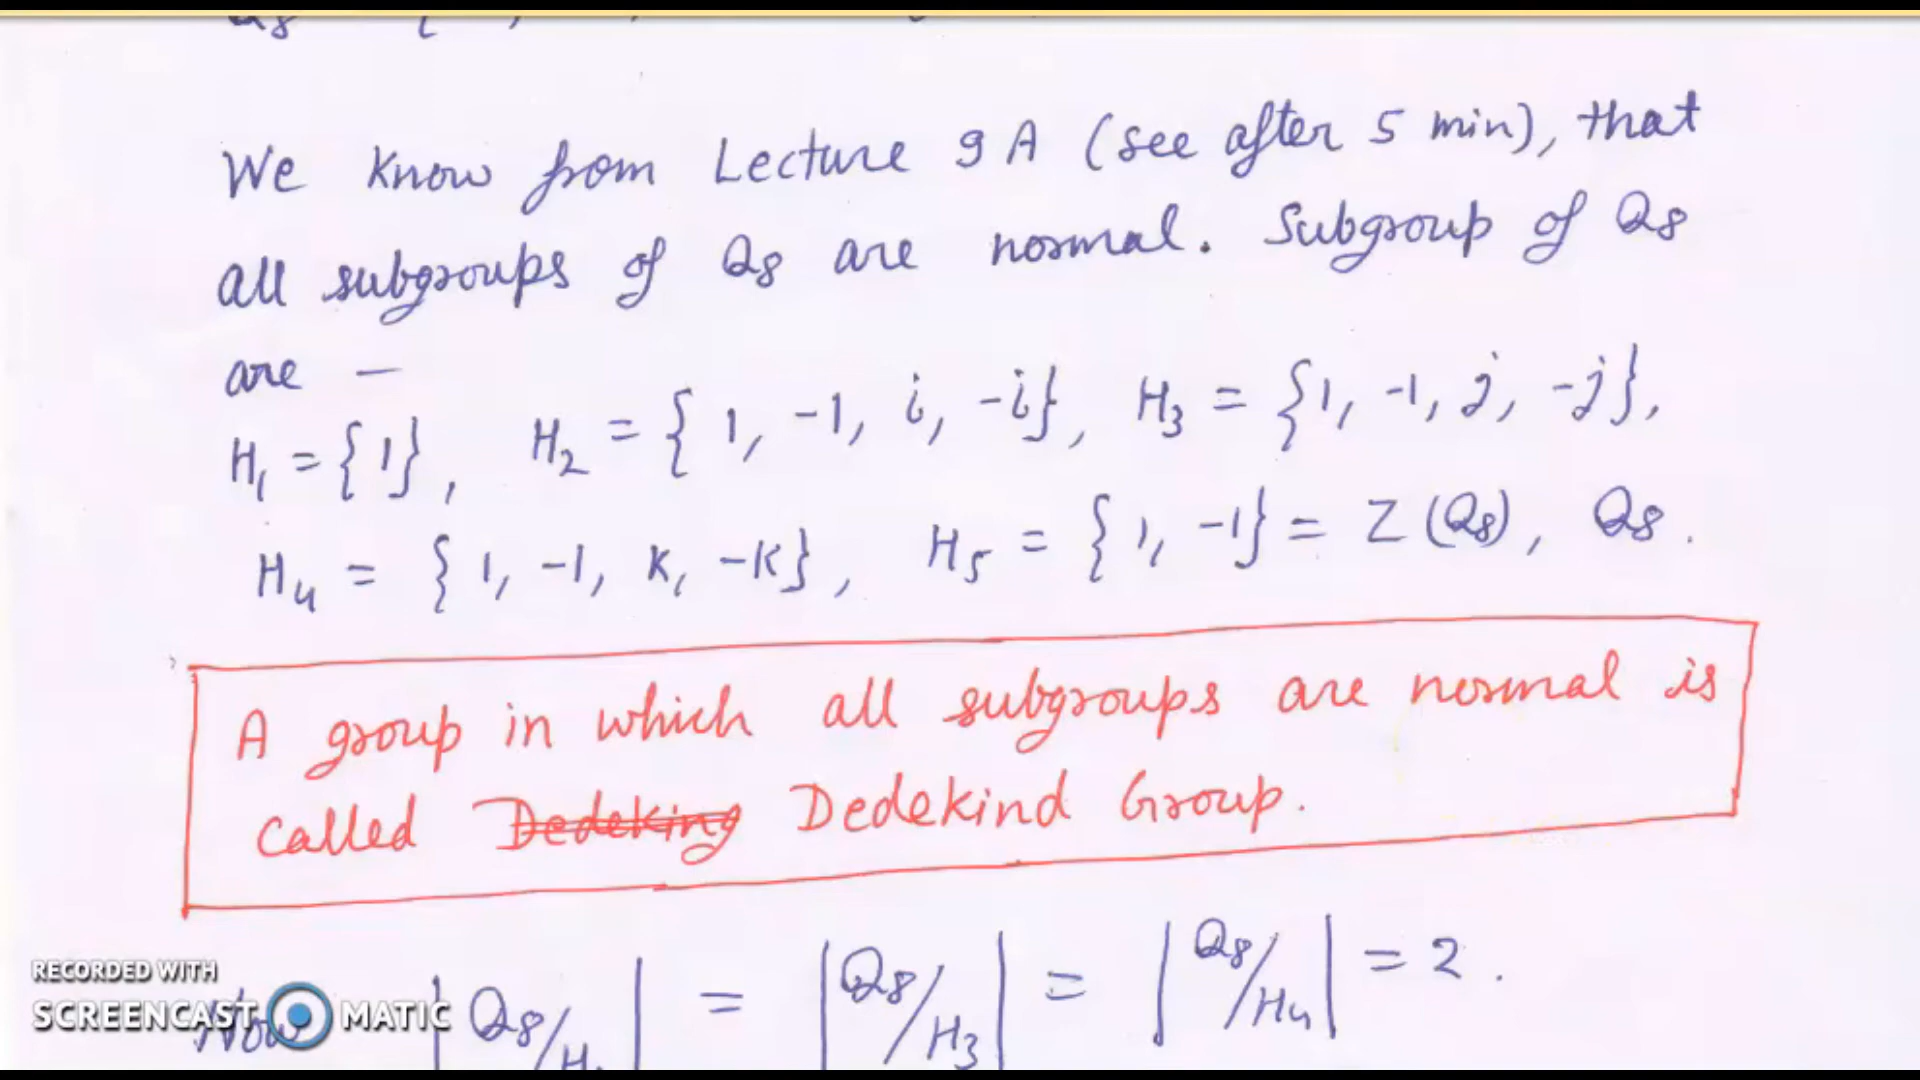 Q8
We know from Lecture 9A (see after 5 min), that
all subgroups of Q8 are normal. Subgroup of Q8
are —
H1 = {1}, H2 = {1, -1, i, -i}, H3 = {1, -1, j, -j},
H4 = {1, -1, k, -k}, H5 = {1, -1} = Z(Q8), Q8.
A group in which all subgroups are normal is
called Dedeking Dedekind Group.
Now |Q8/H | = |Q8/H3| = |Q8/H4| = 2.
RECORDED WITH
SCREENCAST MATIC